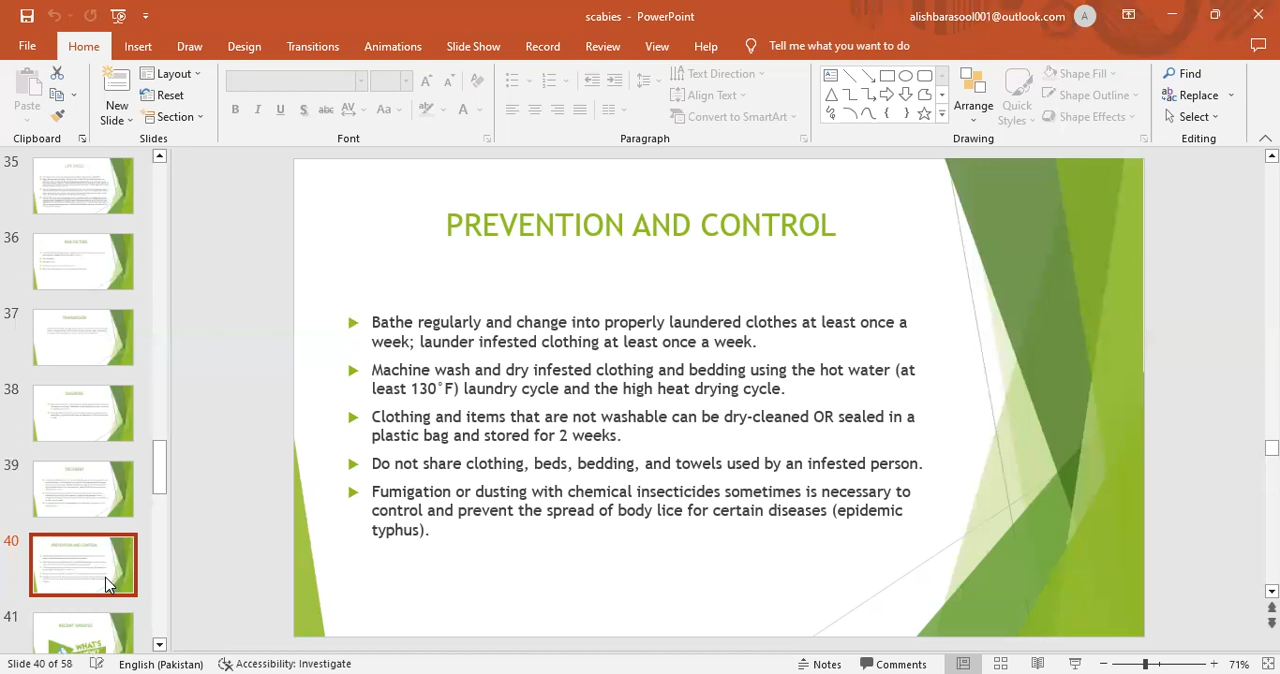 scabies - PowerPoint
alishbarasool001@outlook.com
A
File Home Insert Draw Design Transitions Animations Slide Show Record Review View Help Tell me what you want to do
Paste
Clipboard
New Slide
Layout
Reset
Section
Slides
B I U S abc AV Aa A
Font
Text Direction
Align Text
Convert to SmartArt
Paragraph
Arrange
Quick Styles
Shape Fill
Shape Outline
Shape Effects
Drawing
Find
Replace
Select
Editing
35
36
37
38
39
40
41
PREVENTION AND CONTROL
Bathe regularly and change into properly laundered clothes at least once a
week; launder infested clothing at least once a week.
Machine wash and dry infested clothing and bedding using the hot water (at
least 130°F) laundry cycle and the high heat drying cycle.
Clothing and items that are not washable can be dry-cleaned OR sealed in a
plastic bag and stored for 2 weeks.
Do not share clothing, beds, bedding, and towels used by an infested person.
Fumigation or dusting with chemical insecticides sometimes is necessary to
control and prevent the spread of body lice for certain diseases (epidemic
typhus).
Slide 40 of 58 English (Pakistan) Accessibility: Investigate Notes Comments 71%